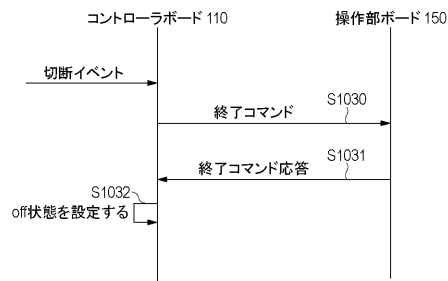 コントローラボード 110
操作部ボード 150
切断イベント
S1030
終了コマンド
S1031
終了コマンド応答
S1032
off状態を設定する